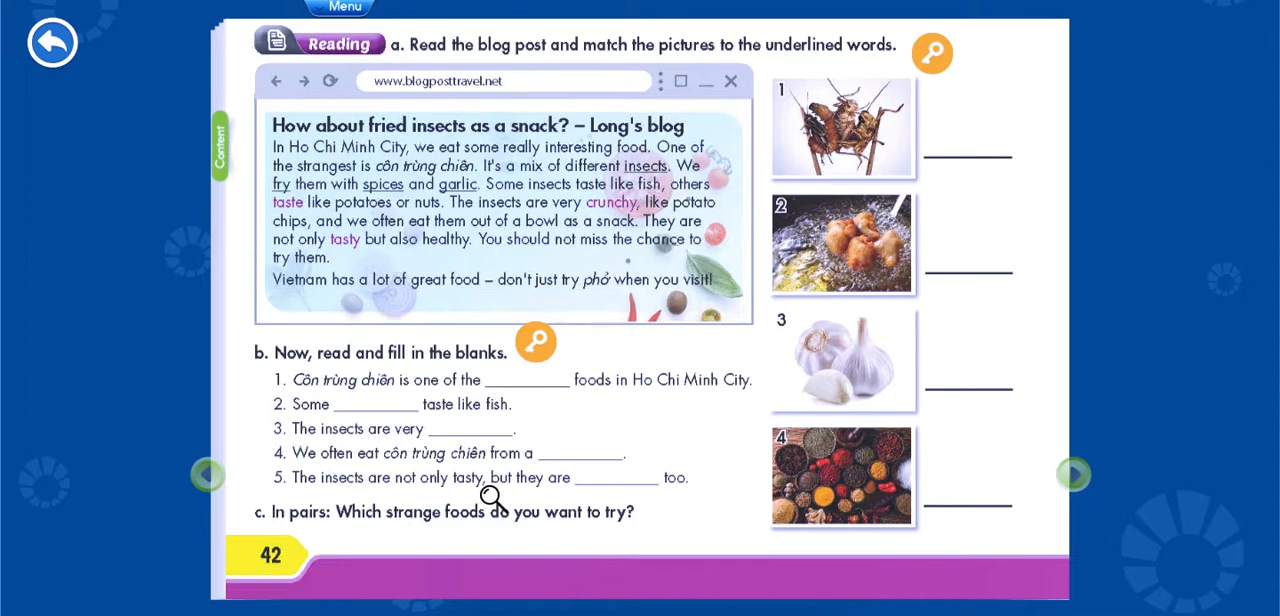 Menu
Reading a. Read the blog post and match the pictures to the underlined words.
www.blogposttravel.net
Content
How about fried insects as a snack? – Long's blog
In Ho Chi Minh City, we eat some really interesting food. One of
the strangest is côn trùng chiên. It's a mix of different insects. We
fry them with spices and garlic. Some insects taste like fish, others
taste like potatoes or nuts. The insects are very crunchy, like potato
chips, and we often eat them out of a bowl as a snack. They are
not only tasty but also healthy. You should not miss the chance to
try them.
Vietnam has a lot of great food – don't just try phở when you visit!
1
2
3
4
b. Now, read and fill in the blanks.
1. Côn trùng chiên is one of the __________ foods in Ho Chi Minh City.
2. Some __________ taste like fish.
3. The insects are very __________.
4. We often eat côn trùng chiên from a __________.
5. The insects are not only tasty, but they are __________ too.
c. In pairs: Which strange foods do you want to try?
42